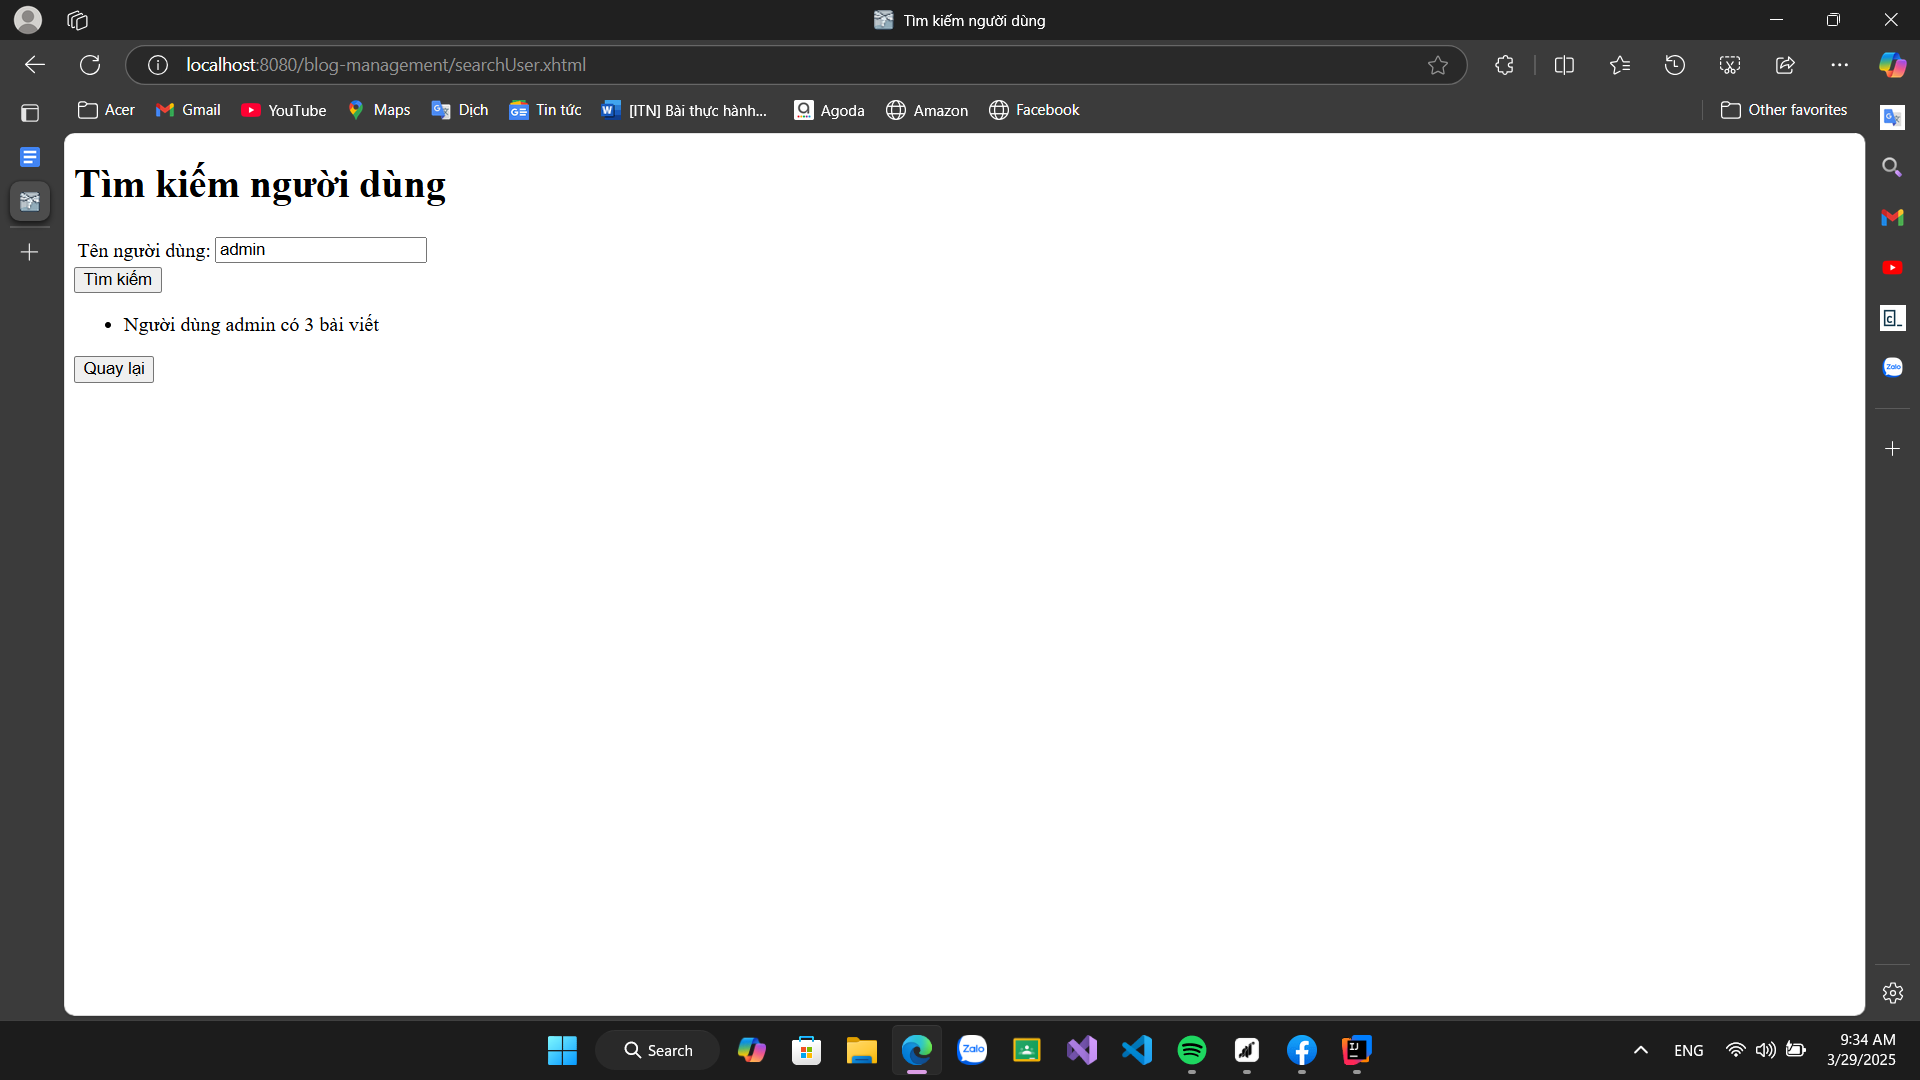 Tìm kiếm người dùng
localhost:8080/blog-management/searchUser.xhtml
Acer Gmail YouTube Maps Dịch Tin tức [ITN] Bài thực hành... Agoda Amazon Facebook Other favorites
Tìm kiếm người dùng
Tên người dùng: admin
Tìm kiếm
Người dùng admin có 3 bài viết
Quay lại
Search
Zalo
ENG
9:34 AM
3/29/2025